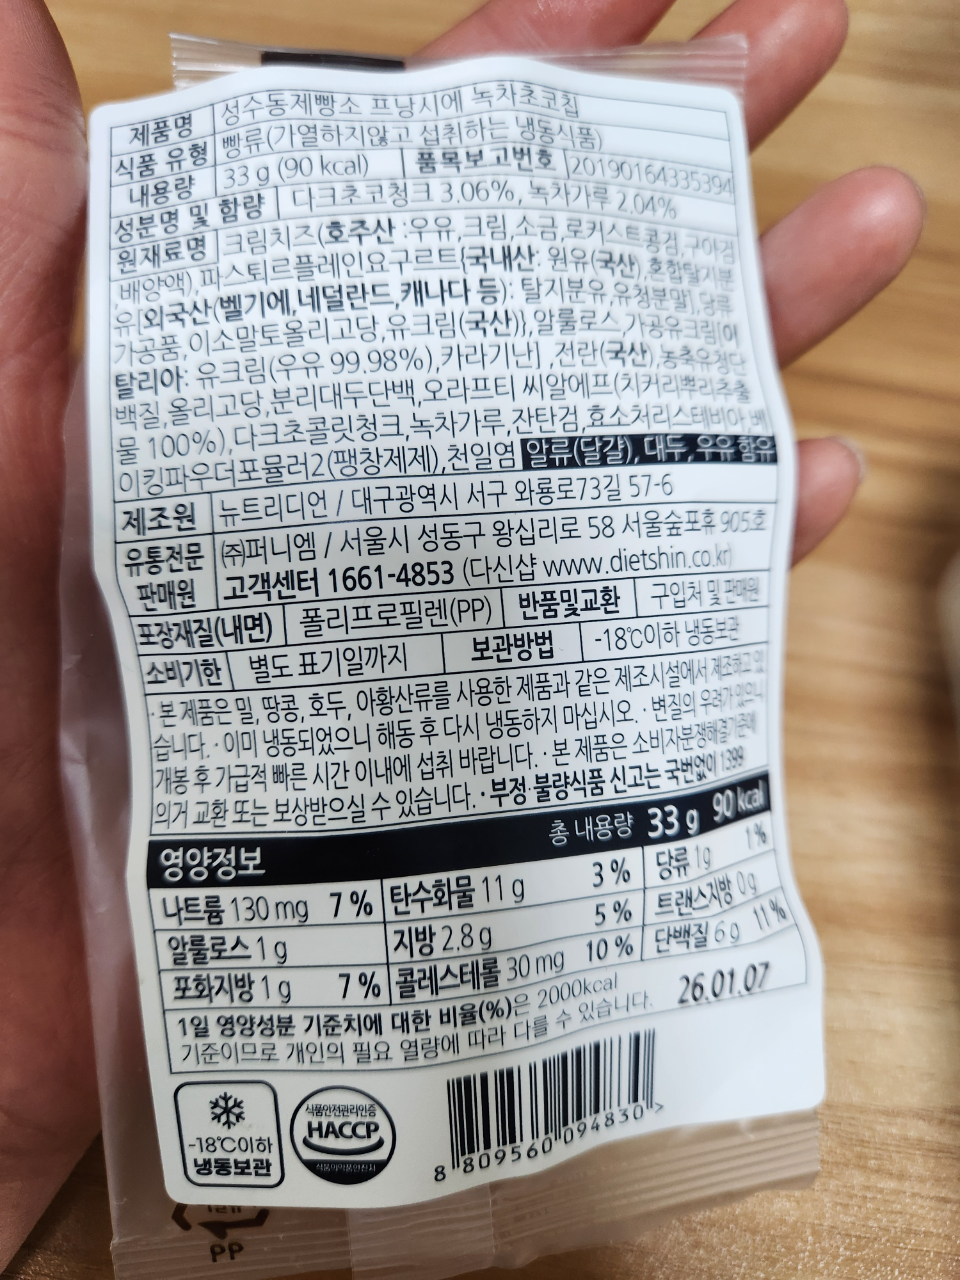 제품명 성수동제빵소 프낭시에 녹차초코칩
식품 유형 빵류(가열하지않고 섭취하는 냉동식품)
내용량 33 g (90 kcal) 품목보고번호 20190164335394
성분명 및 함량 다크초코청크 3.06%, 녹차가루 2.04%
원재료명 크림치즈(호주산 :우유,크림,소금,로커스트콩검,구아검
,배양액),파스퇴르플레인요구르트{국내산: 원유(국산),혼합탈지분
유[외국산(벨기에,네덜란드,캐나다 등): 탈지분유,유청분말],당류
가공품,이소말토올리고당,유크림(국산)},알룰로스,가공유크림[이
탈리아: 유크림(우유 99.98%),카라기난],전란(국산),농축유청단
백질,올리고당,분리대두단백,오라프티 씨알에프(치커리뿌리추출
물 100%),다크초콜릿청크,녹차가루,잔탄검,효소처리스테비아,베
이킹파우더포뮬러2(팽창제제),천일염 알류(달걀), 대두, 우유 함유
제조원 뉴트리디언 / 대구광역시 서구 와룡로73길 57-6
유통전문 ㈜퍼니엠 / 서울시 성동구 왕십리로 58 서울숲포휴 905호
판매원 고객센터 1661-4853 (다신샵 www.dietshin.co.kr)
포장재질(내면) 폴리프로필렌(PP) 반품및교환 구입처 및 판매원
소비기한 별도 표기일까지 보관방법 -18℃이하 냉동보관
· 본 제품은 밀, 땅콩, 호두, 아황산류를 사용한 제품과 같은 제조시설에서 제조하고 있
습니다. · 이미 냉동되었으니 해동 후 다시 냉동하지 마십시오. · 변질의 우려가 있으니
개봉 후 가급적 빠른 시간 이내에 섭취 바랍니다. · 본 제품은 소비자분쟁해결기준에
의거 교환 또는 보상받으실 수 있습니다. · 부정·불량식품 신고는 국번없이 1399
영양정보 총 내용량 33 g 90 kcal
나트륨 130 mg 7 % 탄수화물 11 g 3 % 당류 1g 1 %
알룰로스 1 g 지방 2.8 g 5 % 트랜스지방 0g
포화지방 1 g 7 % 콜레스테롤 30 mg 10 % 단백질 6 g 11 %
1일 영양성분 기준치에 대한 비율(%)은 2000kcal
기준이므로 개인의 필요 열량에 따라 다를 수 있습니다.
26.01.07
-18℃이하
냉동보관
식품안전관리인증
HACCP
식품의약품안전처
8 809560 094830 >
PP